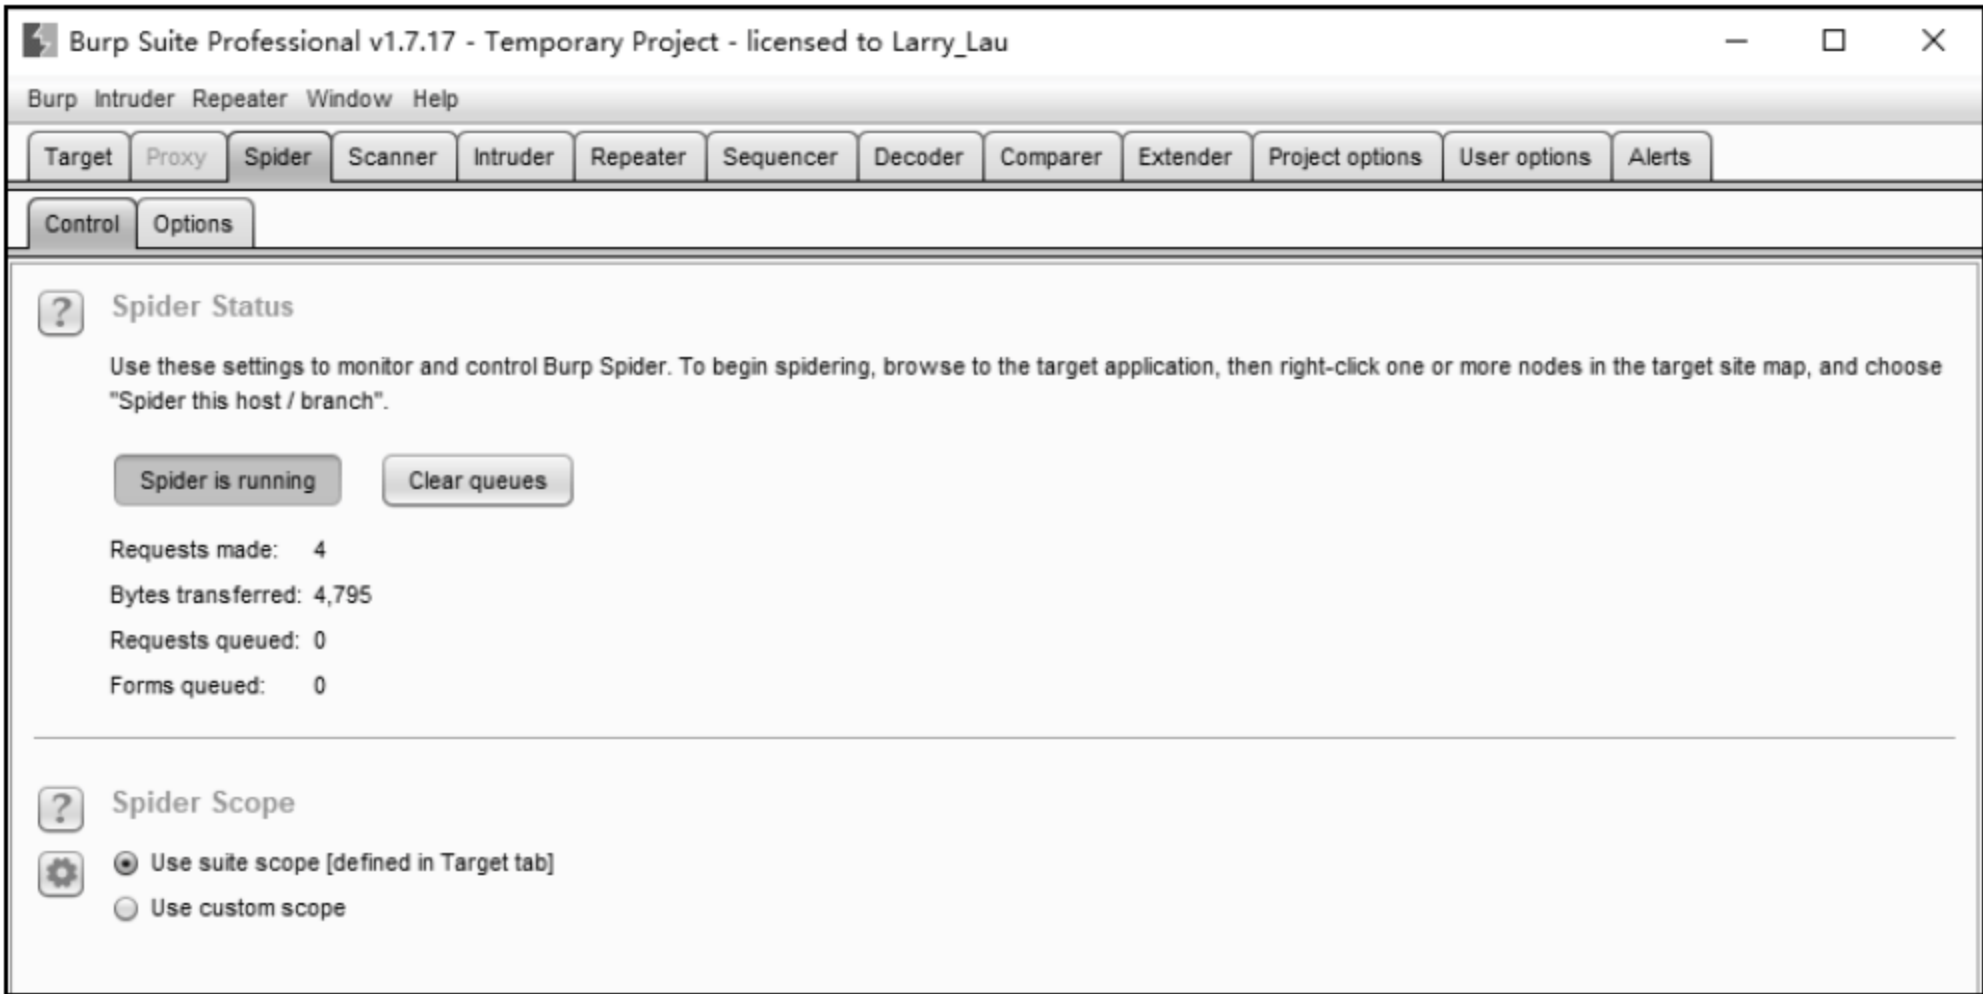 Burp Suite Professional v1.7.17 - Temporary Project - licensed to Larry_Lau
Burp Intruder Repeater Window Help
Target Proxy Spider Scanner Intruder Repeater Sequencer Decoder Comparer Extender Project options User options Alerts
Control Options
? Spider Status
Use these settings to monitor and control Burp Spider. To begin spidering, browse to the target application, then right-click one or more nodes in the target site map, and choose
"Spider this host / branch".
Spider is running Clear queues
Requests made: 4
Bytes transferred: 4,795
Requests queued: 0
Forms queued: 0
? Spider Scope
Use suite scope [defined in Target tab]
Use custom scope